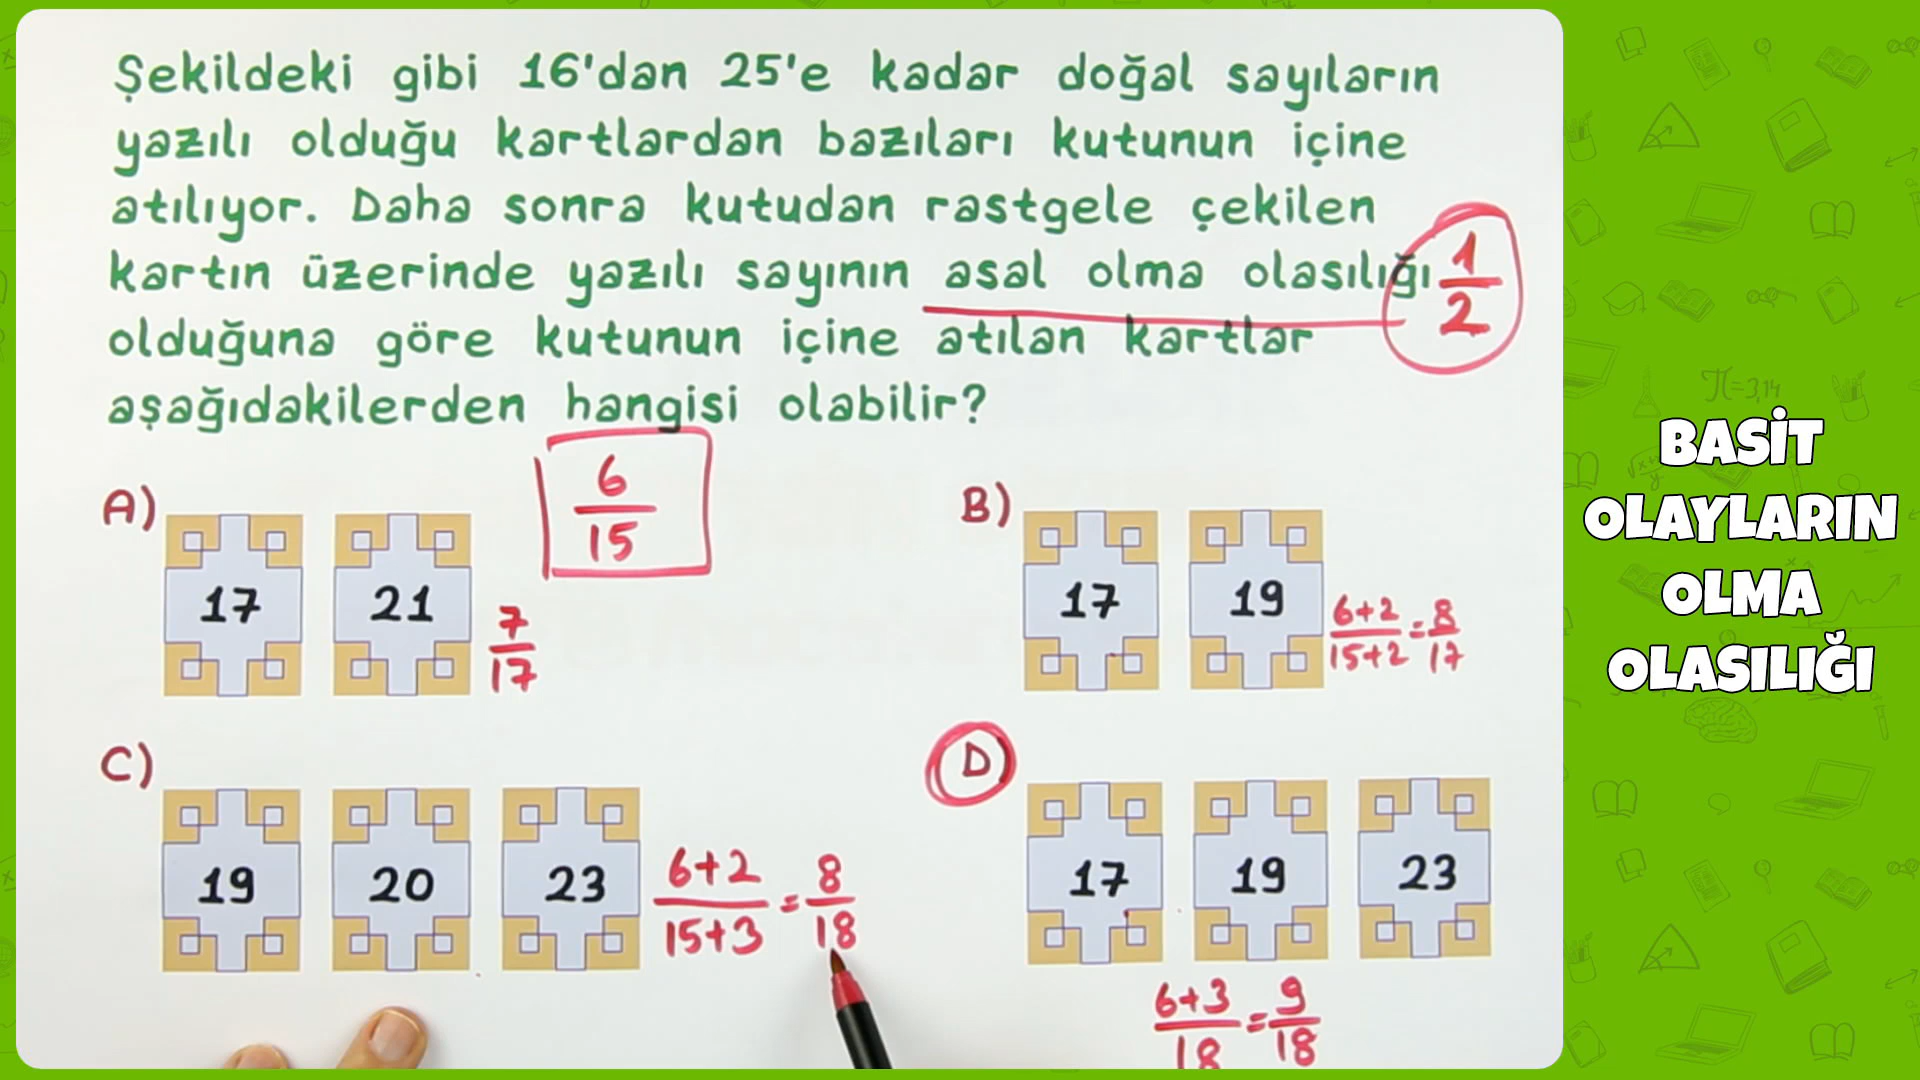 Şekildeki gibi 16'dan 25'e kadar doğal sayıların
yazılı olduğu kartlardan bazıları kutunun içine
atılıyor. Daha sonra kutudan rastgele çekilen
kartın üzerinde yazılı sayının asal olma olasılığı 1/2
olduğuna göre kutunun içine atılan kartlar
aşağıdakilerden hangisi olabilir?
6/15
A)
17 21
7/17
B)
17 19
6+2/15+2=8/17
C)
19 20 23
6+2/15+3=8/18
D)
17 19 23
6+3/18=9/18
BASİT
OLAYLARIN
OLMA
OLASILIĞI
π=3,14